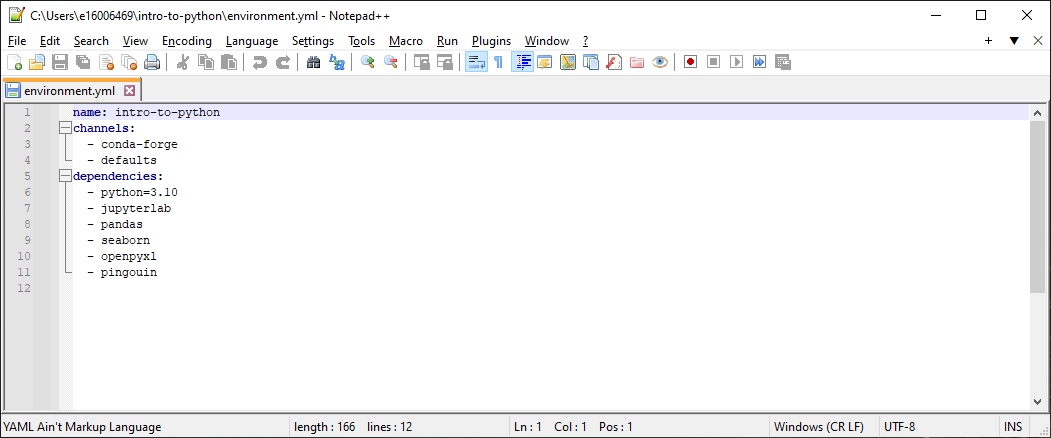 C:\Users\e16006469\intro-to-python\environment.yml - Notepad++
File Edit Search View Encoding Language Settings Tools Macro Run Plugins Window ?
environment.yml
1 name: intro-to-python
2 channels:
3 - conda-forge
4 - defaults
5 dependencies:
6 - python=3.10
7 - jupyterlab
8 - pandas
9 - seaborn
10 - openpyxl
11 - pingouin
12
YAML Ain't Markup Language length : 166 lines : 12 Ln : 1 Col : 1 Pos : 1 Windows (CR LF) UTF-8 INS